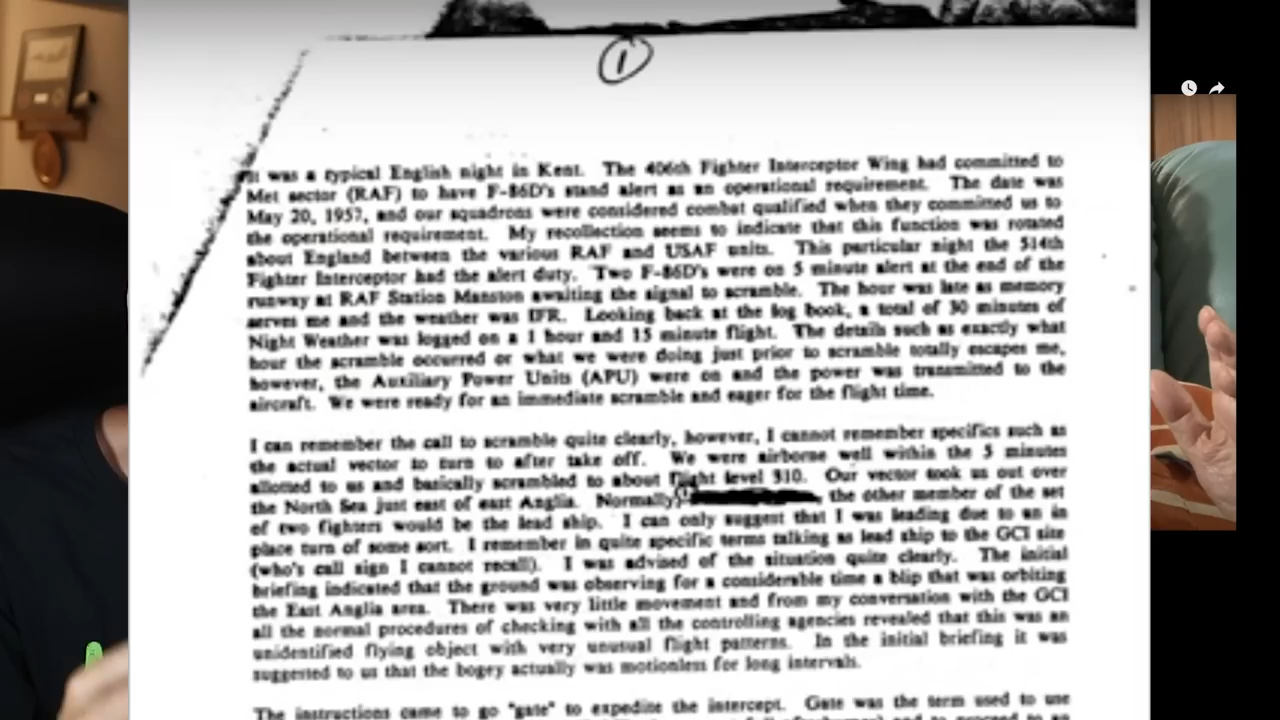 1
It was a typical English night in Kent. The 406th Fighter Interceptor Wing had committed to
Met sector (RAF) to have F-86D's stand alert as an operational requirement. The date was
May 20, 1957, and our squadrons were considered combat qualified when they committed us to
the operational requirement. My recollection seems to indicate that this function was rotated
about England between the various RAF and USAF units. This particular night the 514th
Fighter Interceptor had the alert duty. Two F-86D's were on 5 minute alert at the end of the
runway at RAF Station Manston awaiting the signal to scramble. The hour was late as memory
serves me and the weather was IFR. Looking back at the log book, a total of 30 minutes of
Night Weather was logged on a 1 hour and 15 minute flight. The details such as exactly what
hour the scramble occurred or what we were doing just prior to scramble totally escapes me,
however, the Auxiliary Power Units (APU) were on and the power was transmitted to the
aircraft. We were ready for an immediate scramble and eager for the flight time.
I can remember the call to scramble quite clearly, however, I cannot remember specifics such as
the actual vector to turn to after take off. We were airborne well within the 5 minutes
allotted to us and basically scrambled to about flight level 310. Our vector took us out over
the North Sea just east of east Anglia. Normally, the other member of the set
of two fighters would be the lead ship. I can only suggest that I was leading due to an in
place turn of some sort. I remember in quite specific terms talking as lead ship to the GCI site
(who's call sign I cannot recall). I was advised of the situation quite clearly. The initial
briefing indicated that the ground was observing for a considerable time a blip that was orbiting
the East Anglia area. There was very little movement and from my conversation with the GCI
all the normal procedures of checking with all the controlling agencies revealed that this was an
unidentified flying object with very unusual flight patterns. In the initial briefing it was
suggested to us that the bogey actually was motionless for long intervals.
The instructions came to go "gate" to expedite the intercept. Gate was the term used to use